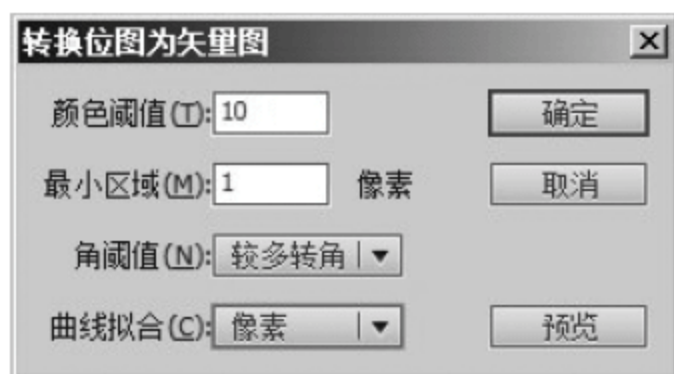 转换位图为矢量图
颜色阈值(T): 10 确定
最小区域(M): 1 像素 取消
角阈值(N): 较多转角
曲线拟合(C): 像素 预览